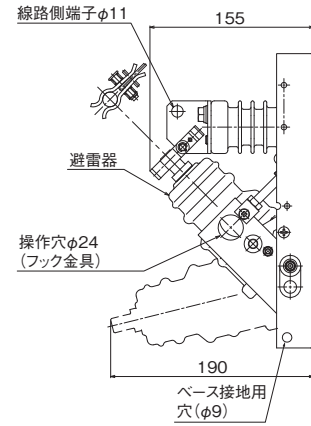 線路側端子φ11
155
避雷器
操作穴φ24
（フック金具）
190
ベース接地用
穴（φ9）